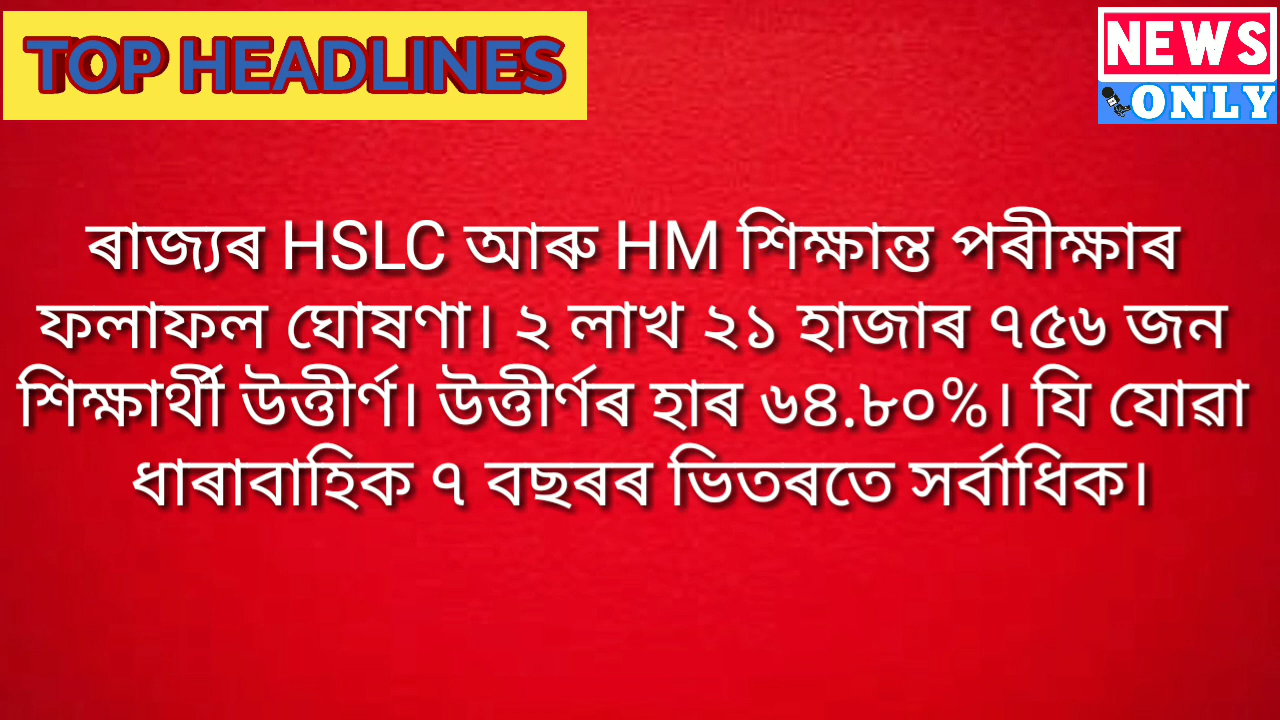 TOP HEADLINES
NEWS
ONLY
ৰাজ্যৰ HSLC আৰু HM শিক্ষান্ত পৰীক্ষাৰ
ফলাফল ঘোষণা। ২ লাখ ২১ হাজাৰ ৭৫৬ জন
শিক্ষাৰ্থী উত্তীৰ্ণ। উত্তীৰ্ণৰ হাৰ ৬৪.৮০%। যি যোৱা
ধাৰাবাহিক ৭ বছৰৰ ভিতৰতে সৰ্বাধিক।